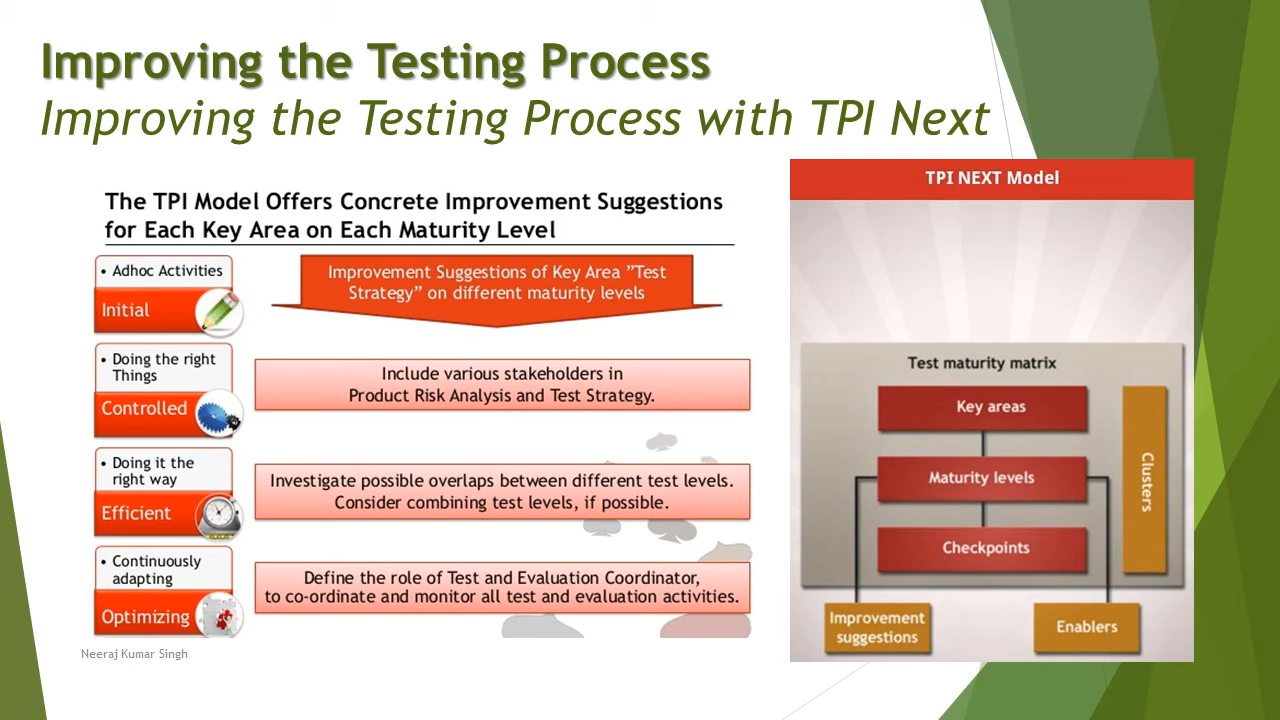 Improving the Testing Process
Improving the Testing Process with TPI Next
The TPI Model Offers Concrete Improvement Suggestions
for Each Key Area on Each Maturity Level
• Adhoc Activities
Initial
Improvement Suggestions of Key Area ”Test
Strategy” on different maturity levels
• Doing the right
Things
Controlled
Include various stakeholders in
Product Risk Analysis and Test Strategy.
• Doing it the
right way
Efficient
Investigate possible overlaps between different test levels.
Consider combining test levels, if possible.
• Continuously
adapting
Optimizing
Define the role of Test and Evaluation Coordinator,
to co-ordinate and monitor all test and evaluation activities.
Neeraj Kumar Singh
TPI NEXT Model
Test maturity matrix
Key areas
Maturity levels
Checkpoints
Clusters
Improvement
suggestions
Enablers